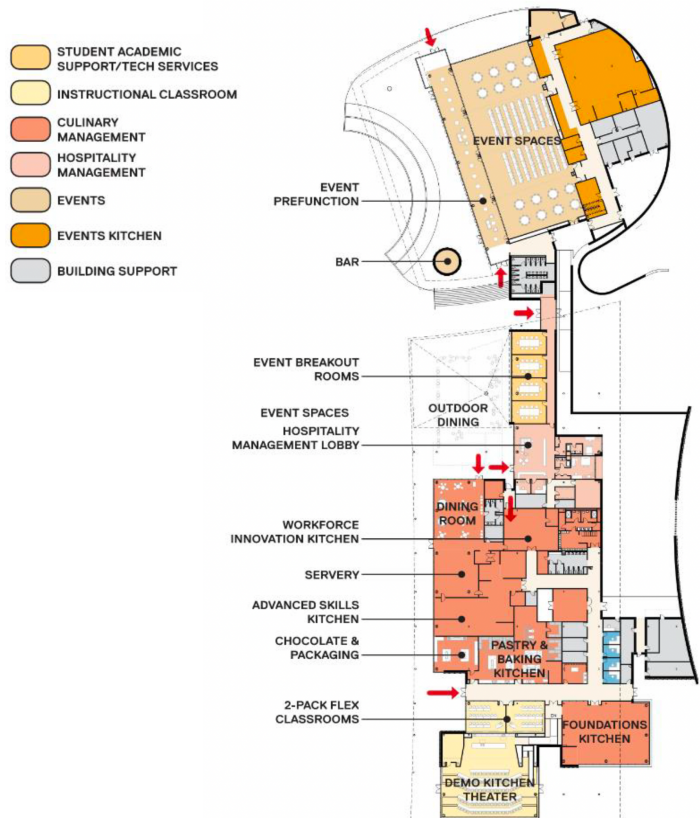 STUDENT ACADEMIC
SUPPORT/TECH SERVICES
INSTRUCTIONAL CLASSROOM
CULINARY
MANAGEMENT
HOSPITALITY
MANAGEMENT
EVENTS
EVENTS KITCHEN
BUILDING SUPPORT
EVENT SPACES
EVENT
PREFUNCTION
BAR
EVENT BREAKOUT
ROOMS
OUTDOOR
DINING
EVENT SPACES
HOSPITALITY
MANAGEMENT LOBBY
DINING
ROOM
WORKFORCE
INNOVATION KITCHEN
SERVERY
ADVANCED SKILLS
KITCHEN
CHOCOLATE &
PACKAGING
PASTRY &
BAKING
KITCHEN
2-PACK FLEX
CLASSROOMS
FOUNDATIONS
KITCHEN
DEMO KITCHEN
THEATER